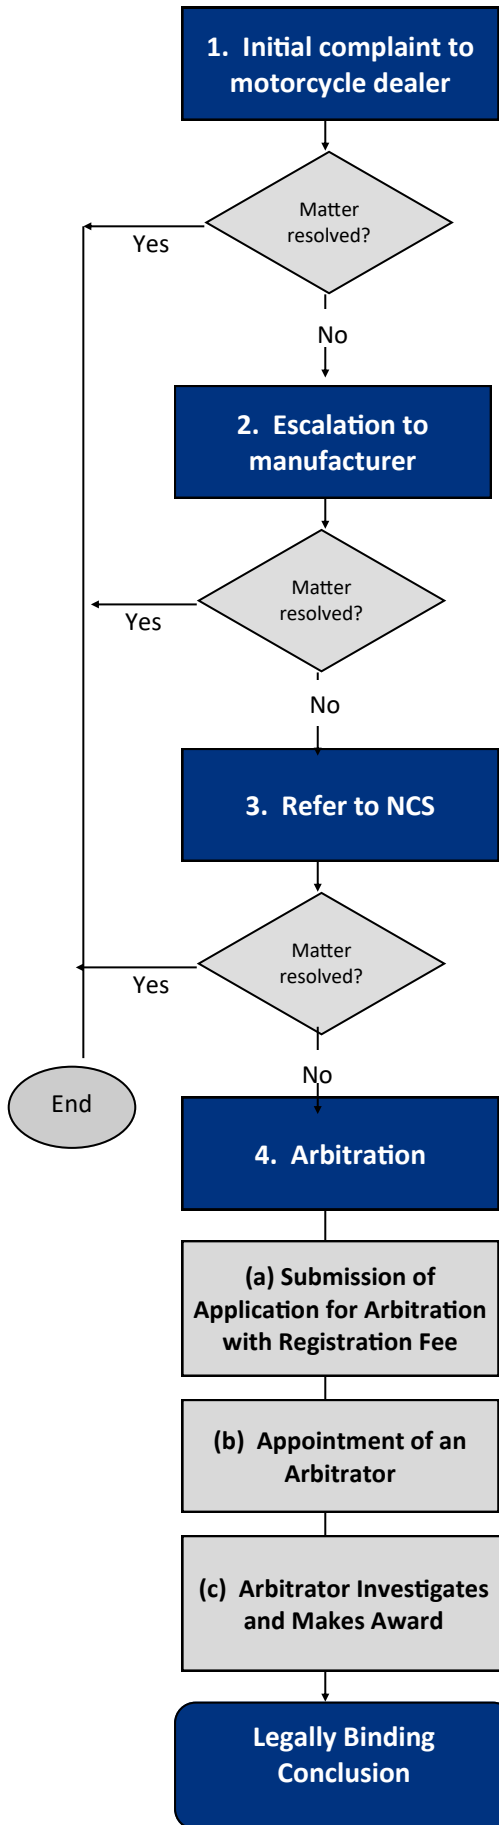 1. Initial complaint to
motorcycle dealer
Matter
resolved?
Yes
No
2. Escalation to
manufacturer
Matter
resolved?
Yes
No
3. Refer to NCS
Matter
resolved?
Yes
No
End
4. Arbitration
(a) Submission of
Application for Arbitration
with Registration Fee
(b) Appointment of an
Arbitrator
(c) Arbitrator Investigates
and Makes Award
Legally Binding
Conclusion